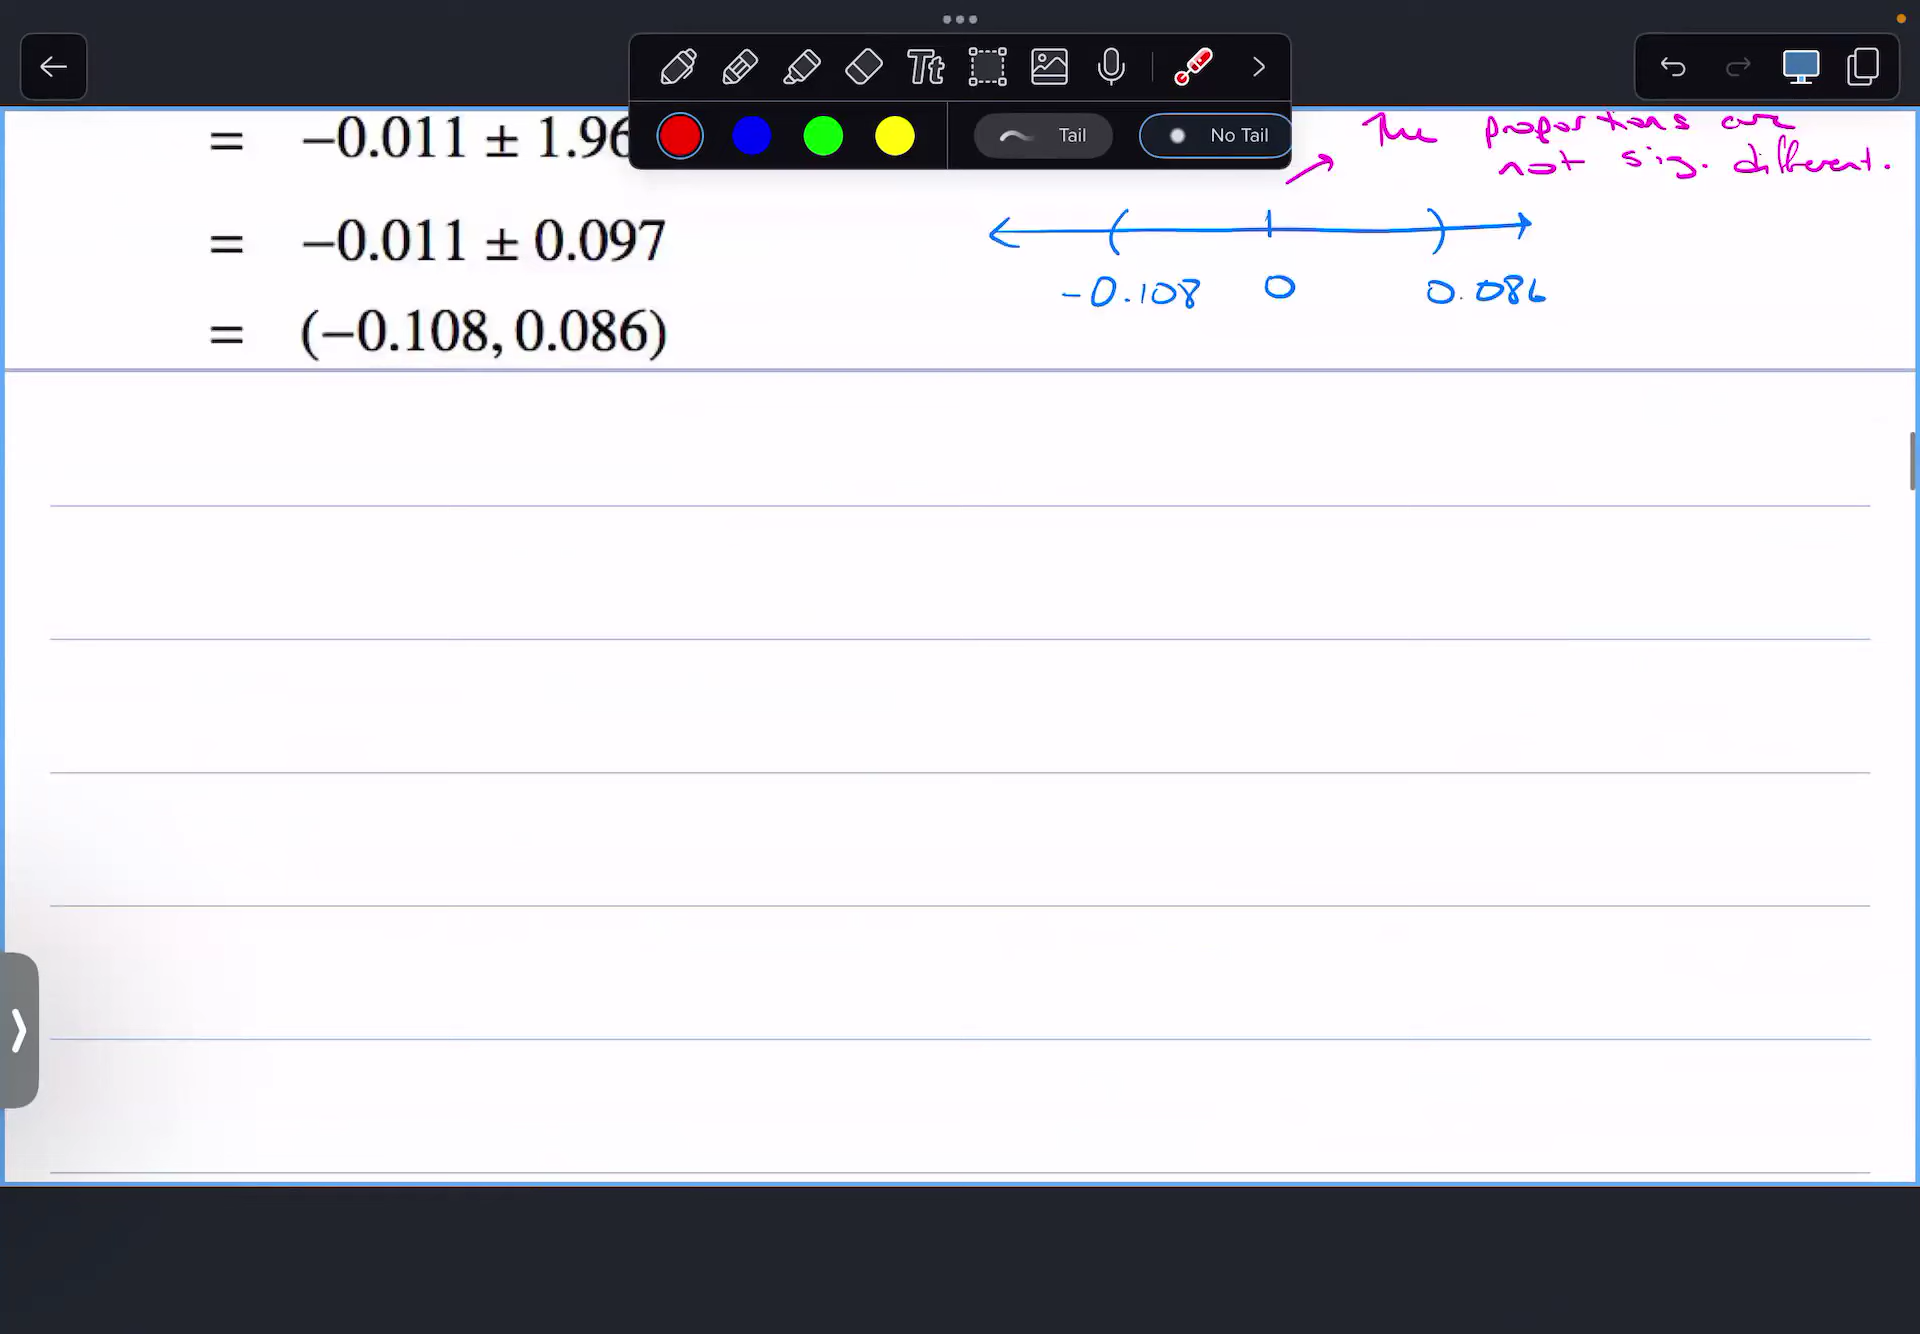 Tt
Tail
No Tail
= −0.011 ± 1.96
The proportions are
not sig. different.
= −0.011 ± 0.097
-0.108 0 0.086
= (−0.108, 0.086)